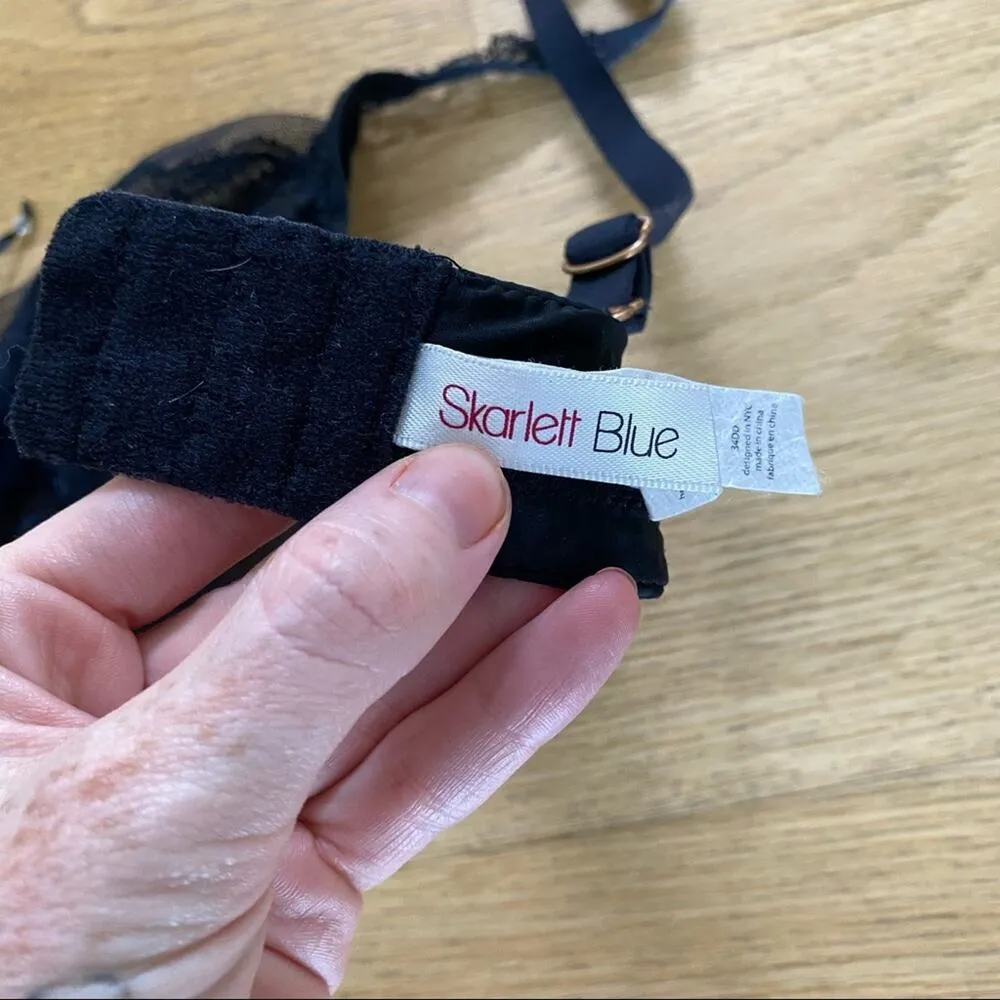 Skarlett Blue
34DD
designed in NYC
made in china
fabriqué en chine